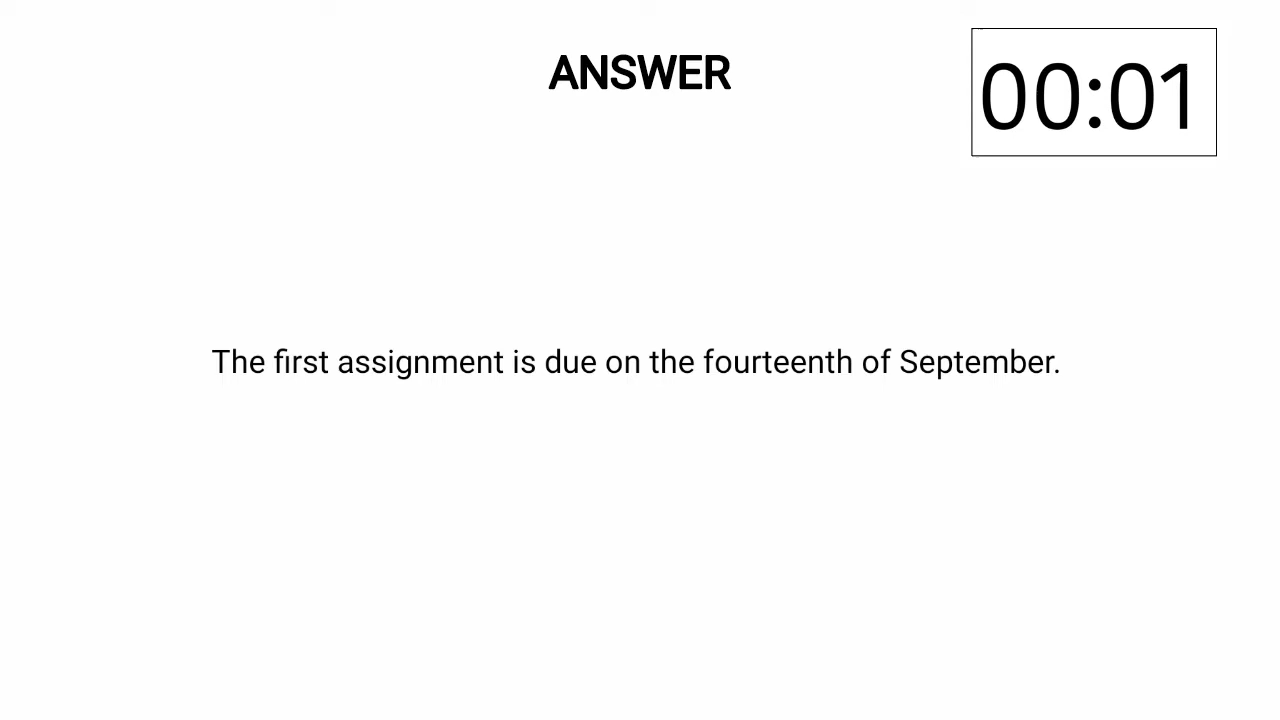 ANSWER
00:01
The first assignment is due on the fourteenth of September.